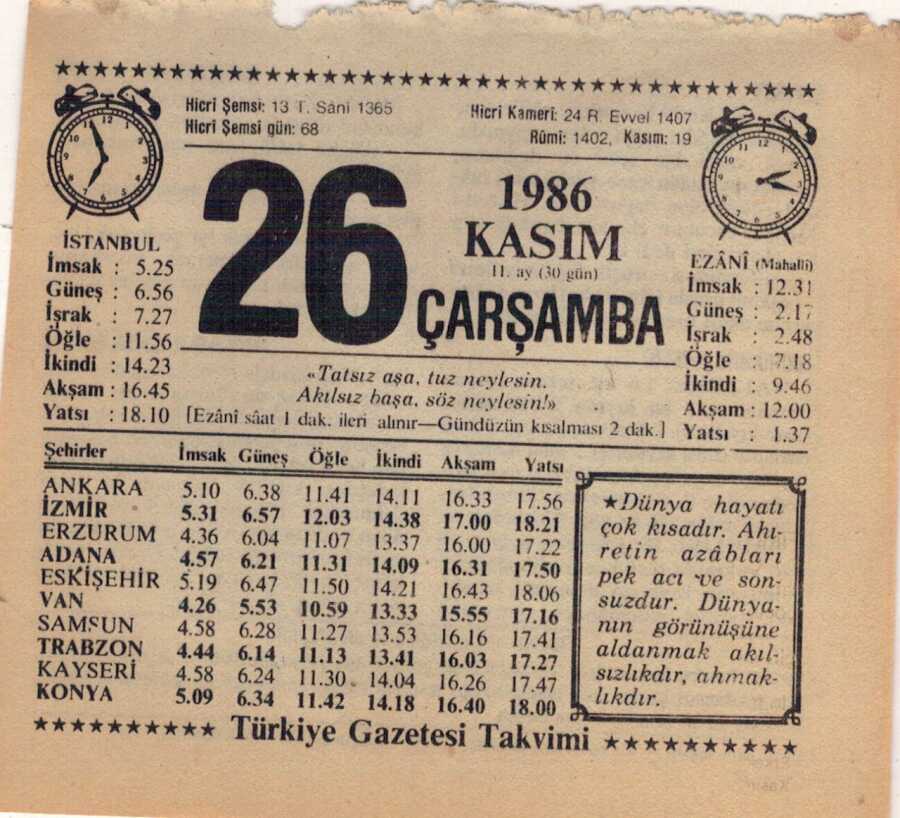 ★★★★★★★★★★★★★★★★★★★★★★★★★★★★★★★★★★★
Hicrî Şemsî: 13 T. Sâni 1365
Hicrî Şemsî gün: 68
Hicrî Kamerî: 24 R. Evvel 1407
Rûmi: 1402, Kasım: 19
26
1986
KASIM
11. ay (30 gün)
ÇARŞAMBA
İSTANBUL
İmsak : 5.25
Güneş : 6.56
İşrak : 7.27
Öğle : 11.56
İkindi : 14.23
Akşam : 16.45
Yatsı : 18.10
EZÂNÎ (Mahallî)
İmsak : 12.31
Güneş : 2.17
İşrak : 2.48
Öğle : 7.18
İkindi : 9.46
Akşam : 12.00
Yatsı : 1.37
«Tatsız aşa, tuz neylesin.
Akılsız başa, söz neylesin!»
[Ezânî sâat 1 dak. ileri alınır—Gündüzün kısalması 2 dak.]
Şehirler İmsak Güneş Öğle İkindi Akşam Yatsı
ANKARA 5.10 6.38 11.41 14.11 16.33 17.56
İZMİR 5.31 6.57 12.03 14.38 17.00 18.21
ERZURUM 4.36 6.04 11.07 13.37 16.00 17.22
ADANA 4.57 6.21 11.31 14.09 16.31 17.50
ESKİŞEHİR 5.19 6.47 11.50 14.21 16.43 18.06
VAN 4.26 5.53 10.59 13.33 15.55 17.16
SAMSUN 4.58 6.28 11.27 13.53 16.16 17.41
TRABZON 4.44 6.14 11.13 13.41 16.03 17.27
KAYSERİ 4.58 6.24 11.30 14.04 16.26 17.47
KONYA 5.09 6.34 11.42 14.18 16.40 18.00
★Dünya hayatı
çok kısadır. Ahi-
retin azâbları
pek acı ve son-
suzdur. Dünya-
nın görünüşüne
aldanmak akıl-
sızlıkdır, ahmak-
lıkdır.
★★★★★★★★★★ Türkiye Gazetesi Takvimi ★★★★★★★★★★